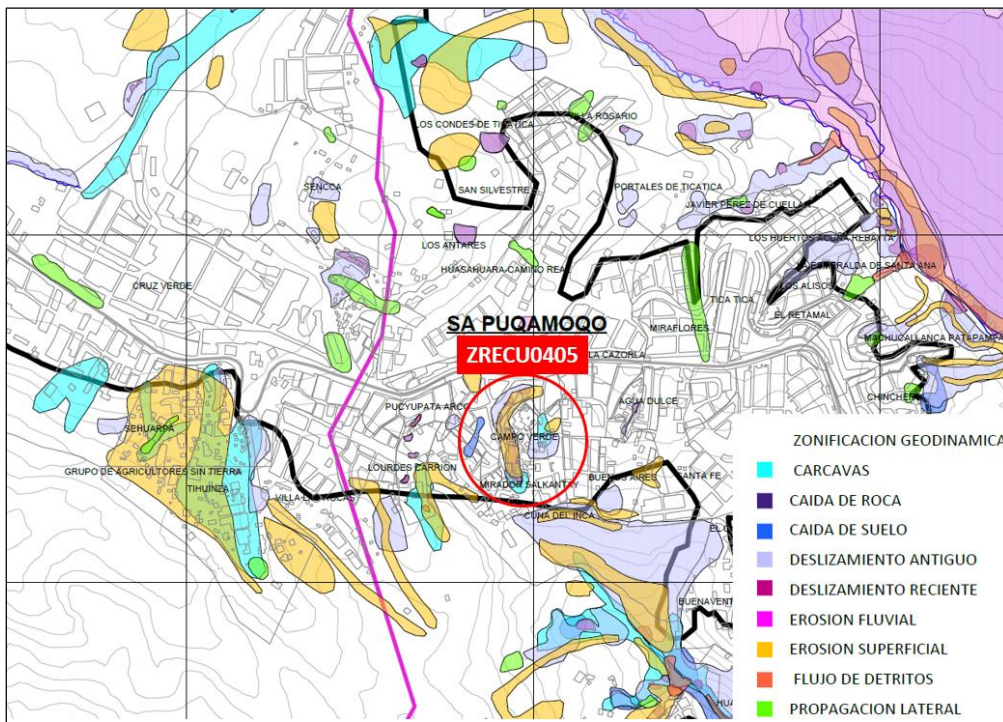 LOS CONDES DE TICATICA
SENCCA
SAN SILVESTRE
PORTALES DE TICATICA
JAVIER PEREZ DE CUELLAR
LOS ANTARES
LOS HUERTOS ACUNA REBATTA
HUASAHUARA-CAMINO REAL
ESMERALDA DE SANTA ANA
CRUZ VERDE
LOS ALISOS
TICA TICA
EL RETAMAL
SA PUQAMOQO
MIRAFLORES
MACHUCALLANCA PATAPAMPA
ZRECU0405
LA CAZORLA
PUCYUPATA ARCO
AGUA DULCE
SEHUARPA
CAMPO VERDE
GRUPO DE AGRICULTORES SIN TIERRA
LOURDES CARRION
TIHUINZA
MIRADOR SALKANTAY
BUENOS AIRES
SANTA FE
CUNA DEL INCA
ZONIFICACION GEODINAMICA
CARCAVAS
CAIDA DE ROCA
CAIDA DE SUELO
DESLIZAMIENTO ANTIGUO
DESLIZAMIENTO RECIENTE
EROSION FLUVIAL
EROSION SUPERFICIAL
FLUJO DE DETRITOS
PROPAGACION LATERAL